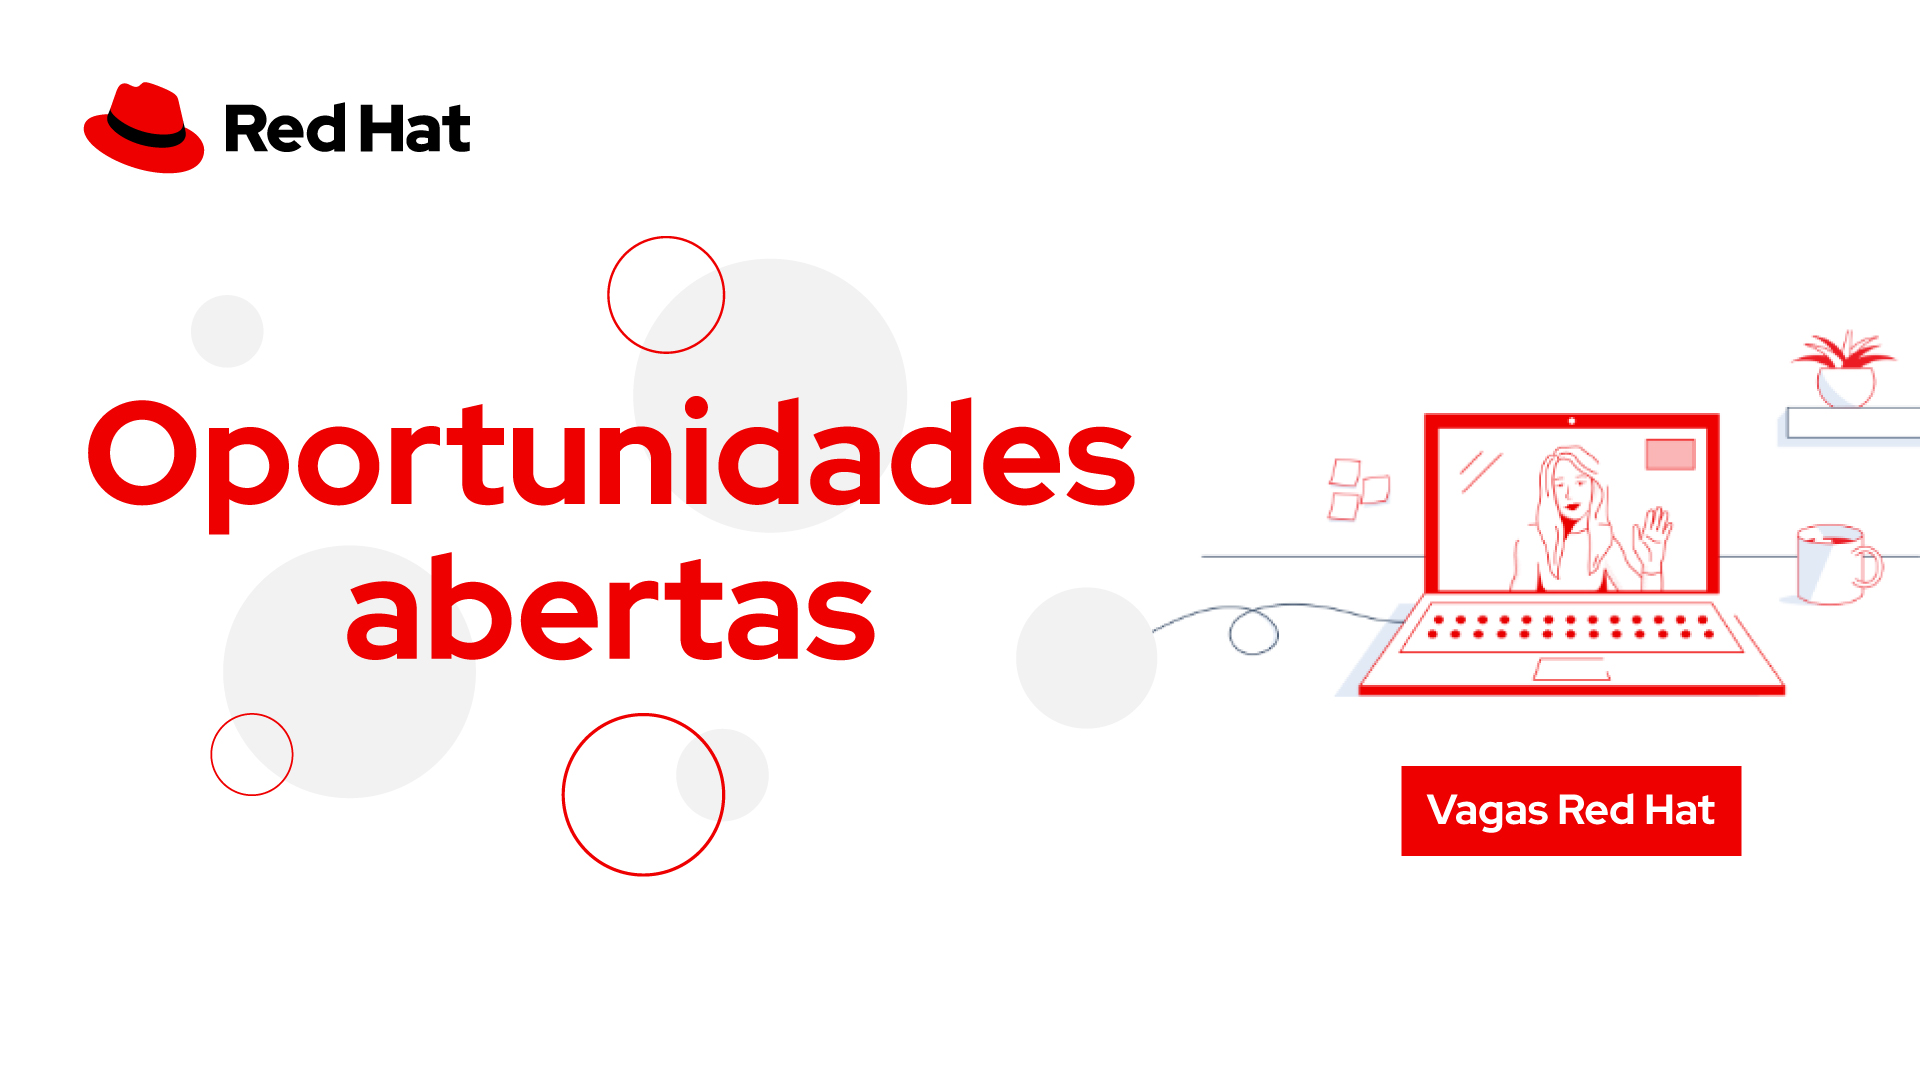 Red Hat
Oportunidades
abertas
Vagas Red Hat